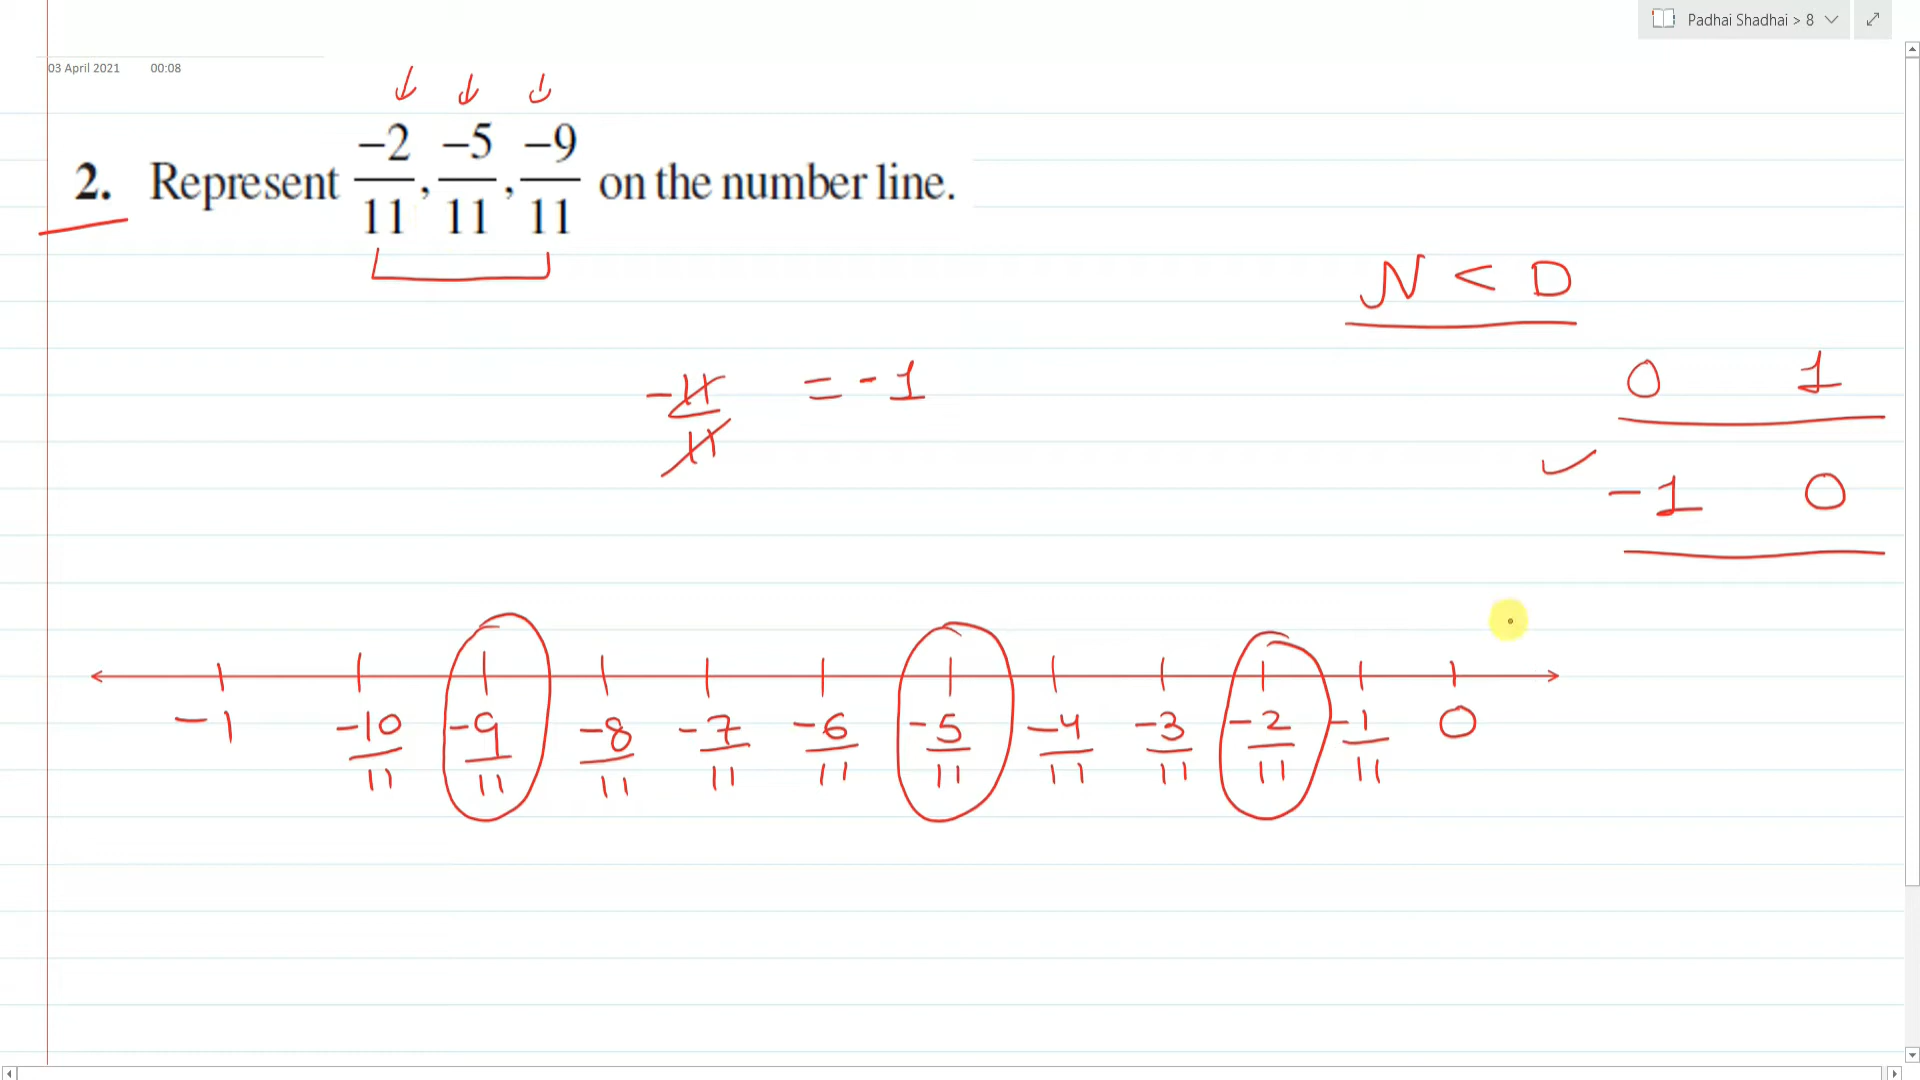 Padhai Shadhai > 8
03 April 2021 00:08
2. Represent -2/11, -5/11, -9/11 on the number line.
N < D
-11/11 = -1
0 1
✓ -1 0
-1 -10/11 -9/11 -8/11 -7/11 -6/11 -5/11 -4/11 -3/11 -2/11 -1/11 0